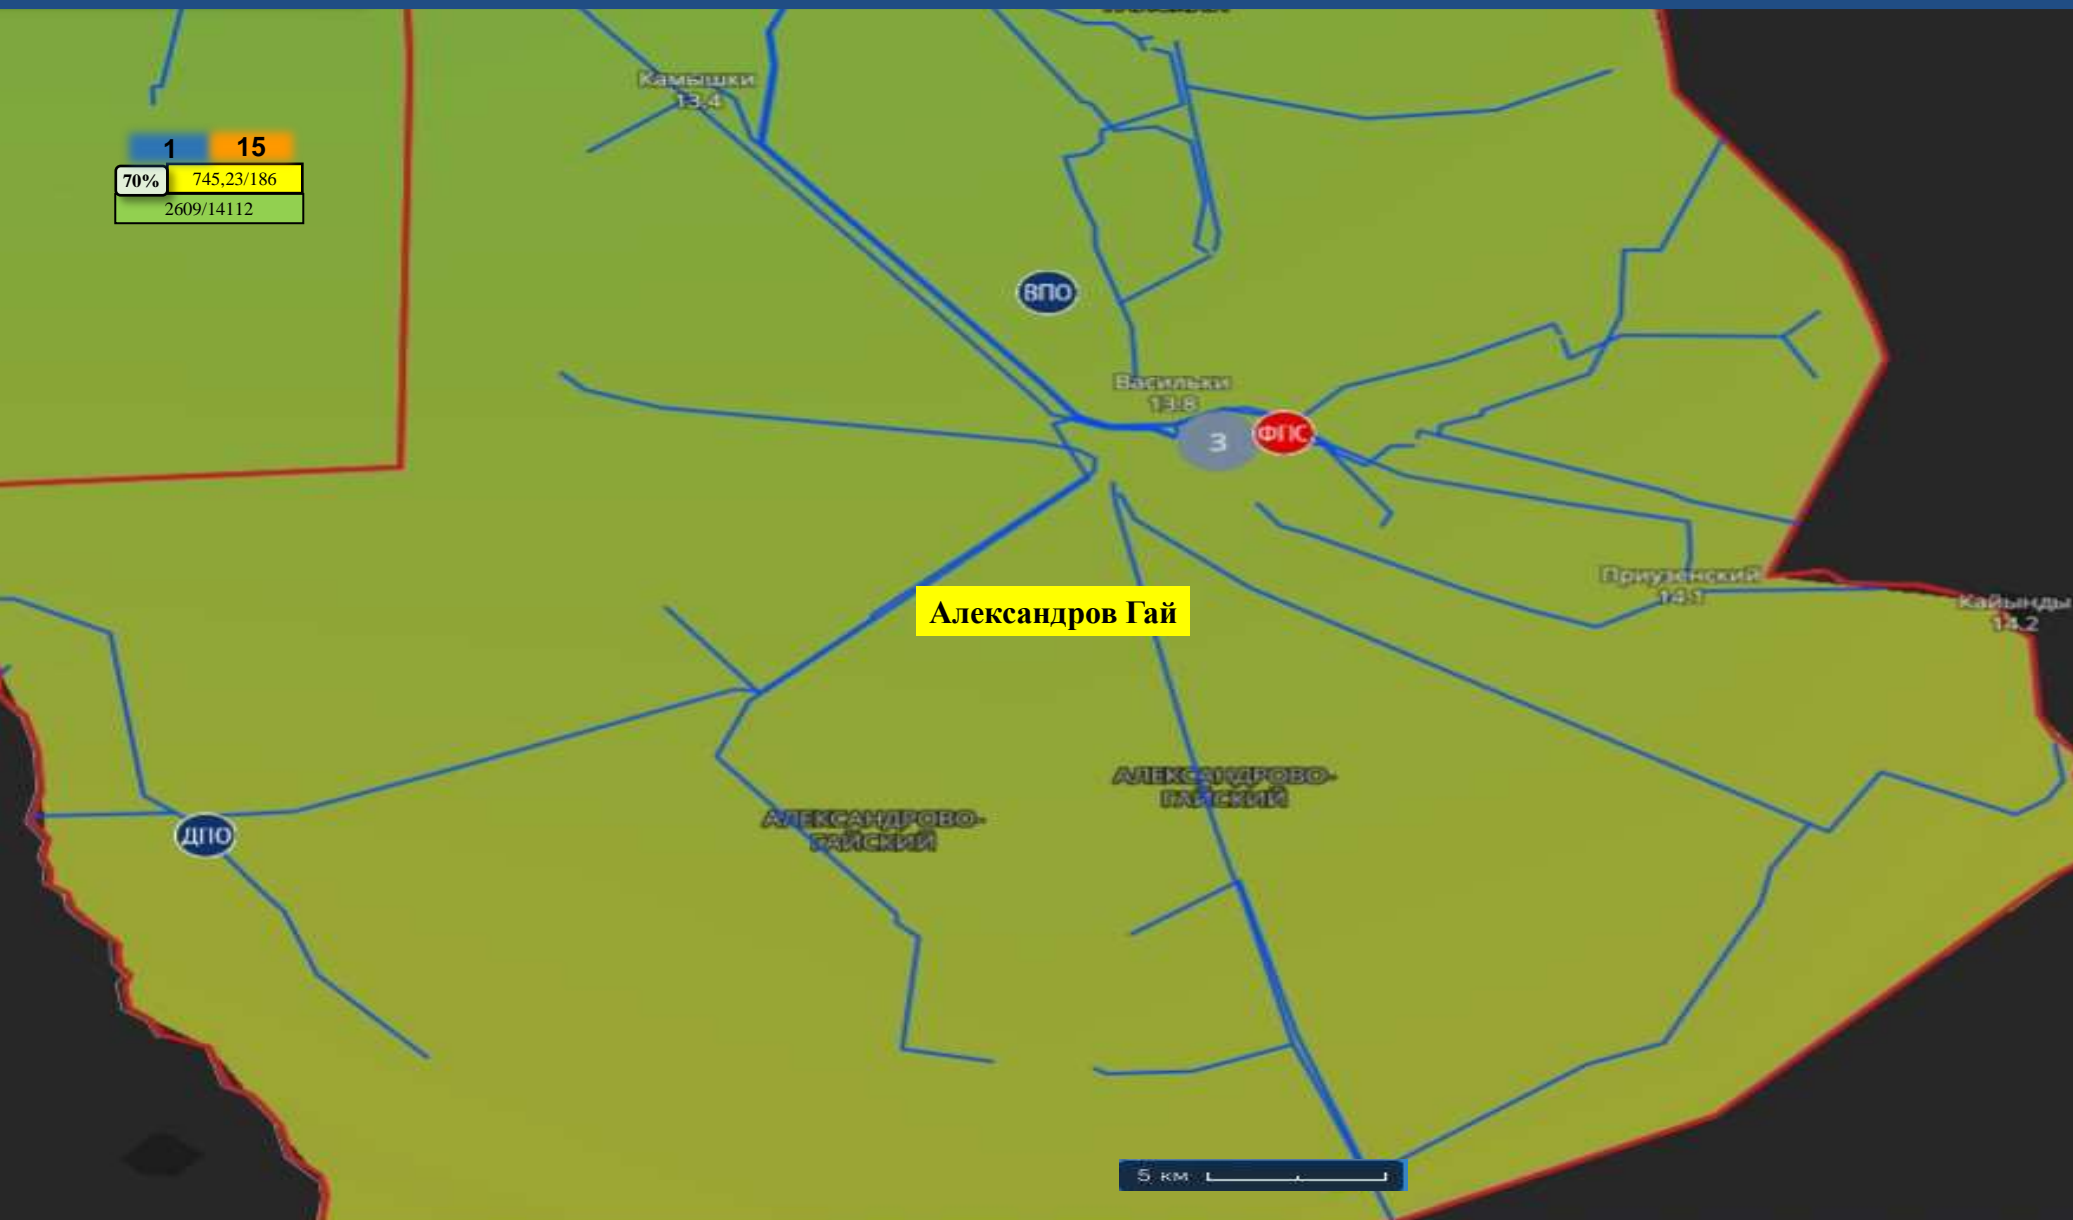 Камышки
13.4
1 15
70% 745,23/186
2609/14112
ВПО
Васильки
13.8
3
ФПС
Приузенский
14.1
Кайынды
14.2
Александров Гай
АЛЕКСАНДРОВО-
ГАЙСКИЙ
АЛЕКСАНДРОВО-
ГАЙСКИЙ
ДПО
5 км